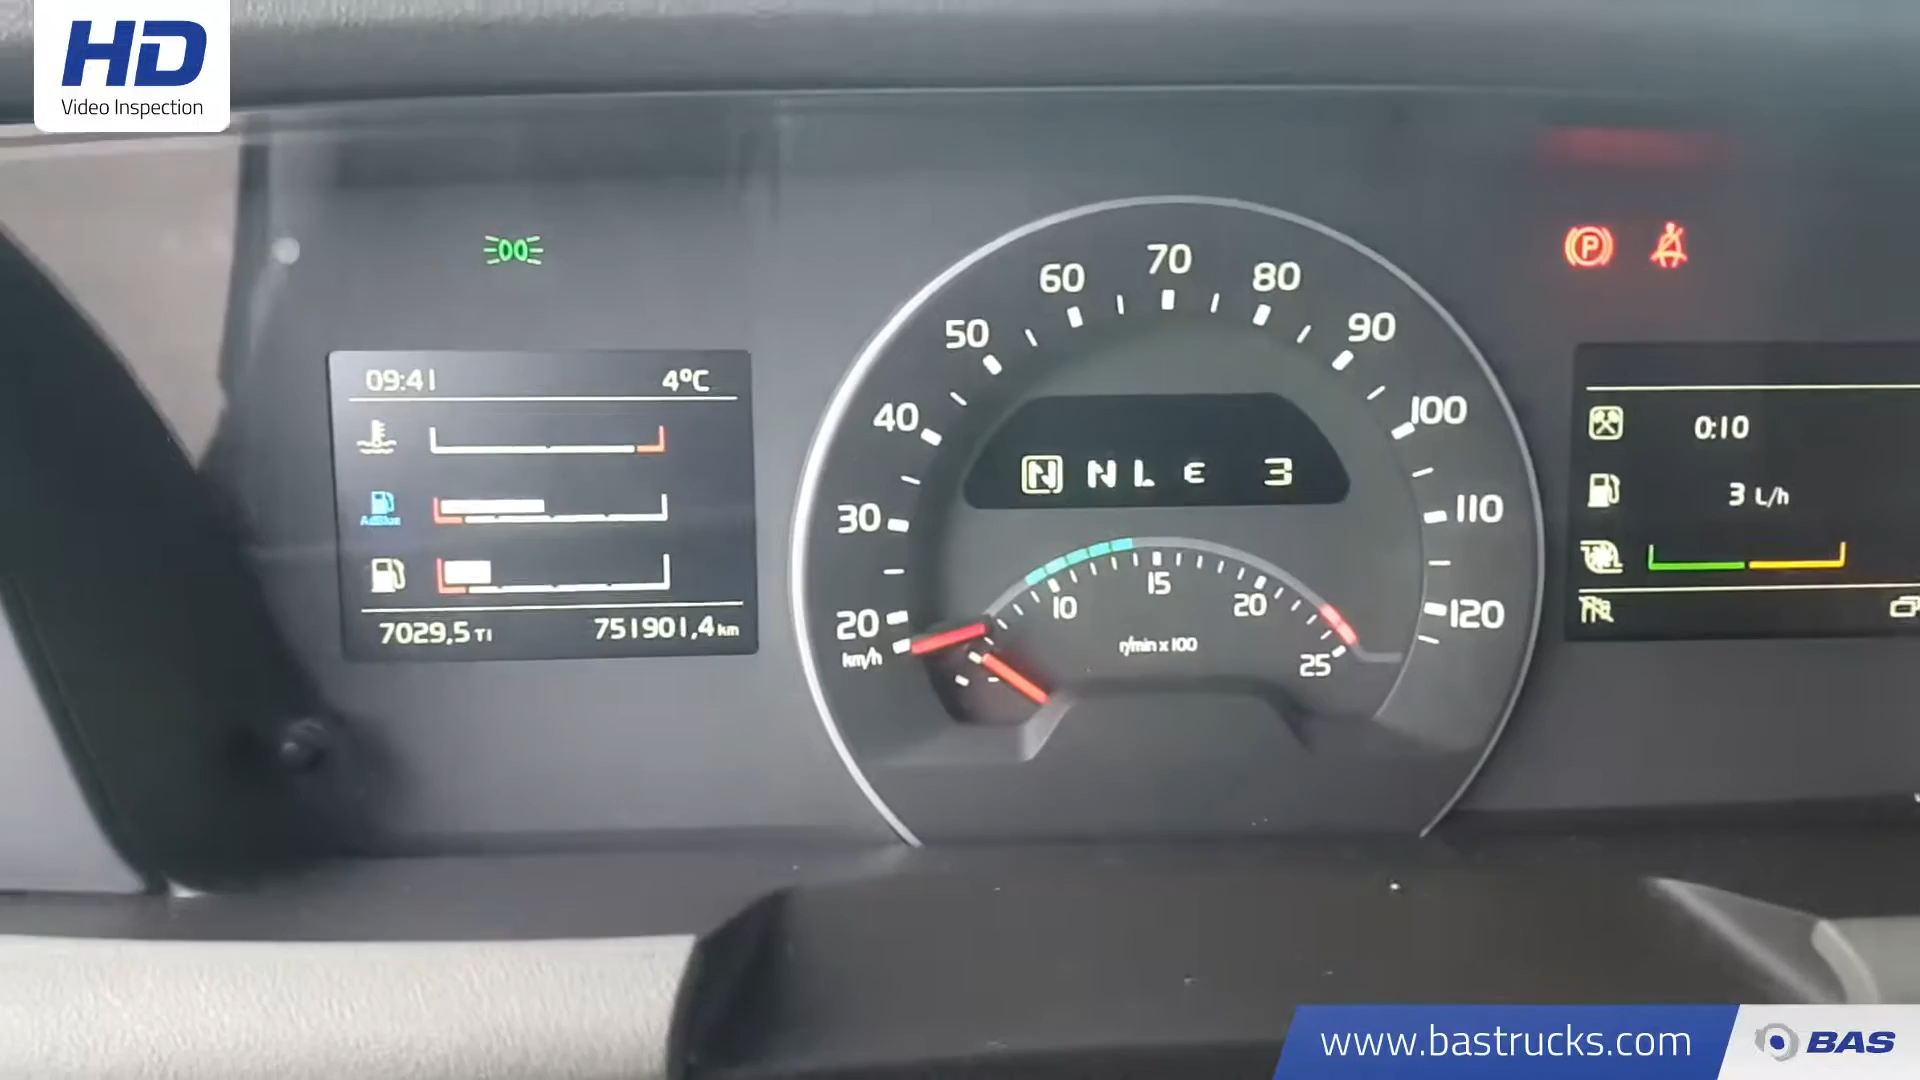 HD
Video Inspection
09:41 4°C
AdBlue
7029,5 TI 751901,4 km
20 30 40 50 60 70 80 90 100 110 120
km/h
N N L E 3
10 15 20 25
r/min x 100
P
0:10
3 L/h
www.bastrucks.com
BAS